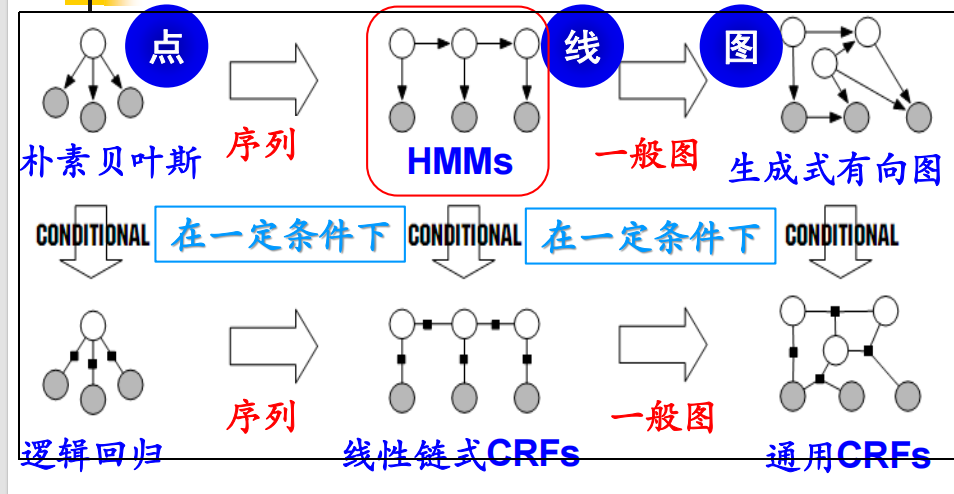 点
线
图
序列
一般图
朴素贝叶斯
HMMs
生成式有向图
CONDITIONAL
在一定条件下
CONDITIONAL
在一定条件下
CONDITIONAL
序列
一般图
逻辑回归
线性链式CRFs
通用CRFs